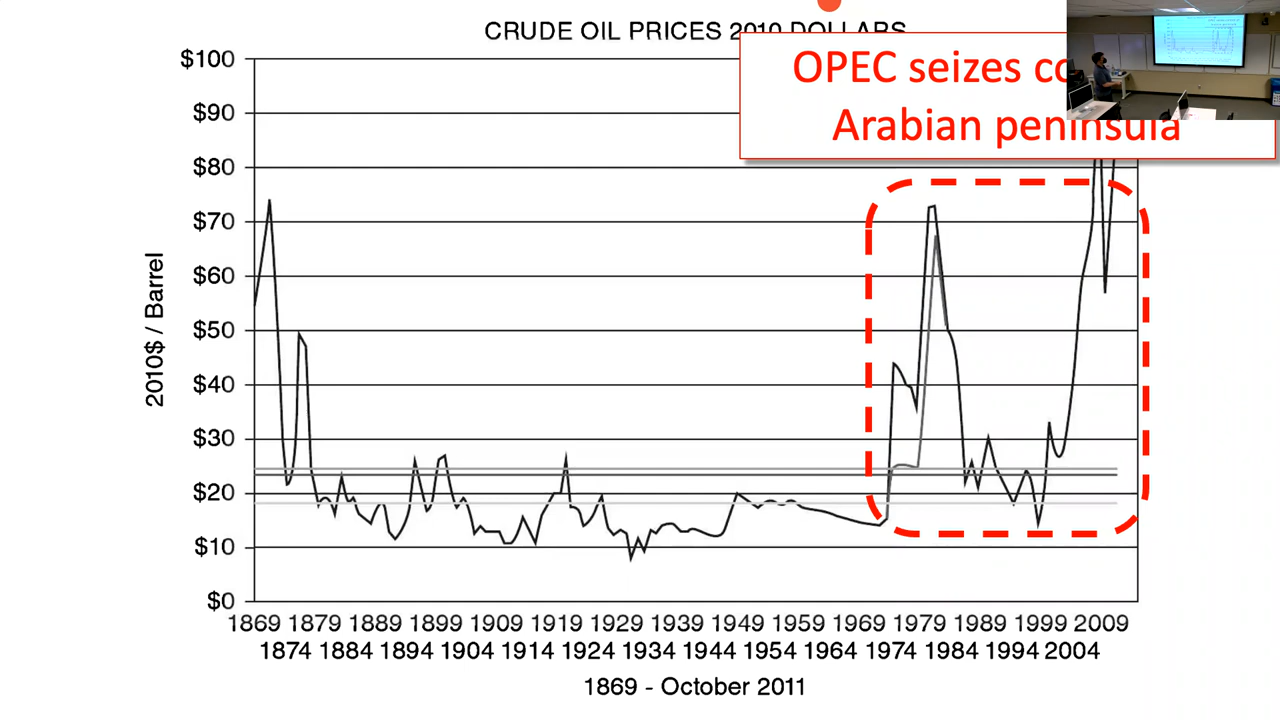 CRUDE OIL PRICES 2010 DOLLARS
OPEC seizes
Arabian peninsula
$100
$90
$80
$70
$60
$50
$40
$30
$20
$10
$0
2010$ / Barrel
1869 1879 1889 1899 1909 1919 1929 1939 1949 1959 1969 1979 1989 1999 2009
1874 1884 1894 1904 1914 1924 1934 1944 1954 1964 1974 1984 1994 2004
1869 - October 2011